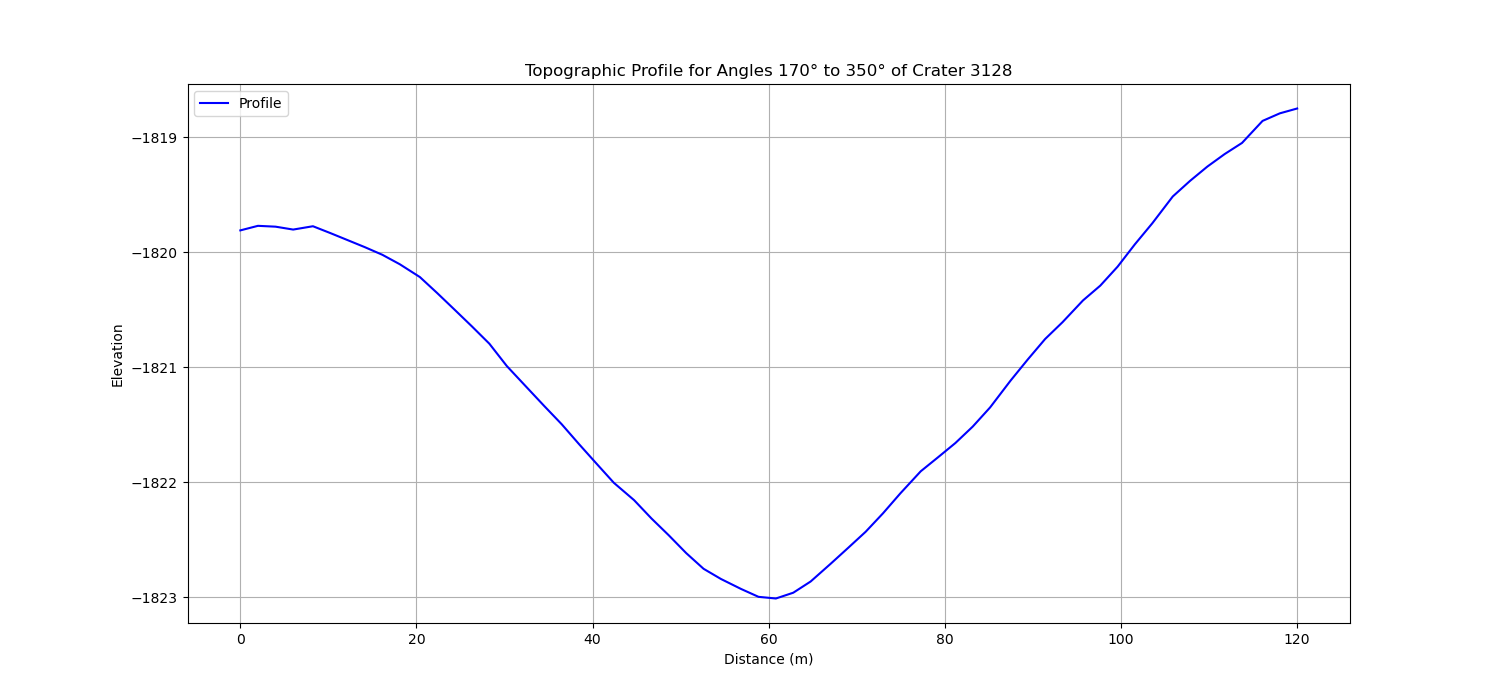 Topographic Profile for Angles 170° to 350° of Crater 3128
Profile
−1819
−1820
−1821
−1822
−1823
Elevation
0 20 40 60 80 100 120
Distance (m)